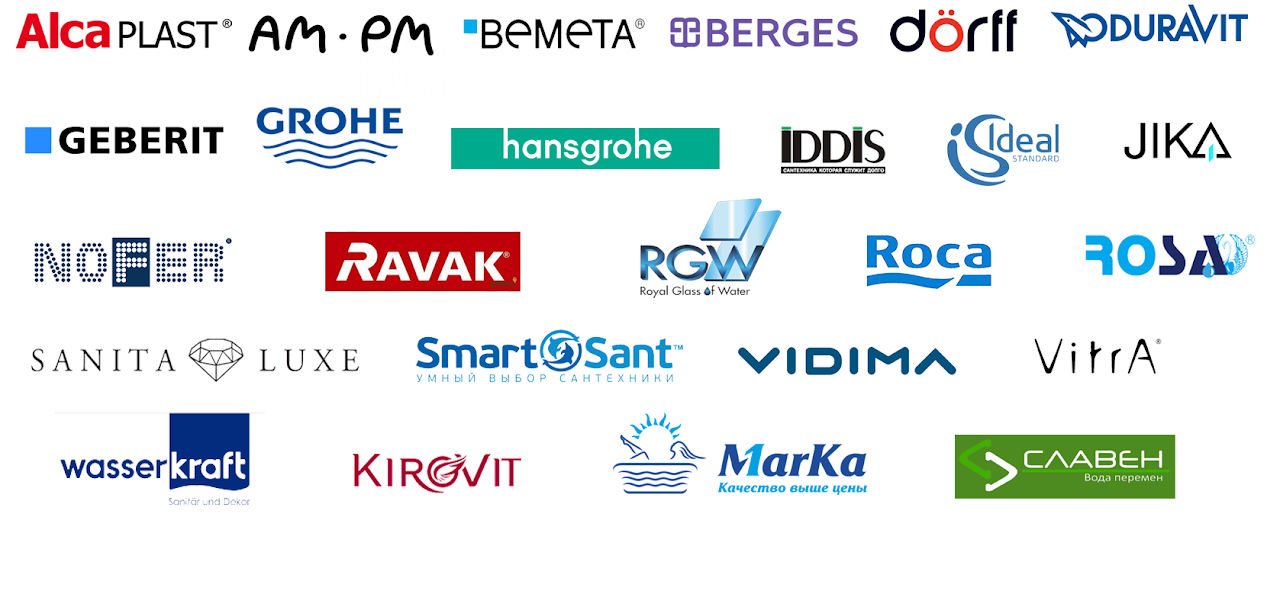 Alca PLAST ®
AM·PM
BEMETA®
BERGES
dörff
DURAVIT
GEBERIT
GROHE
hansgrohe
IDDIS
САНТЕХНИКА КОТОРАЯ СЛУЖИТ ДОЛГО
Ideal
STANDARD
JIKA
NOFER®
RAVAK®
RGW
Royal Glass of Water
Roca
ROSA®
SANITA LUXE
SmartSant™
УМНЫЙ ВЫБОР САНТЕХНИКИ
VIDIMA
VitrA®
wasserkraft
Sanitär und Dekor
KIROVIT
MarKa
Качество выше цены
СЛАВЕН
Вода перемен